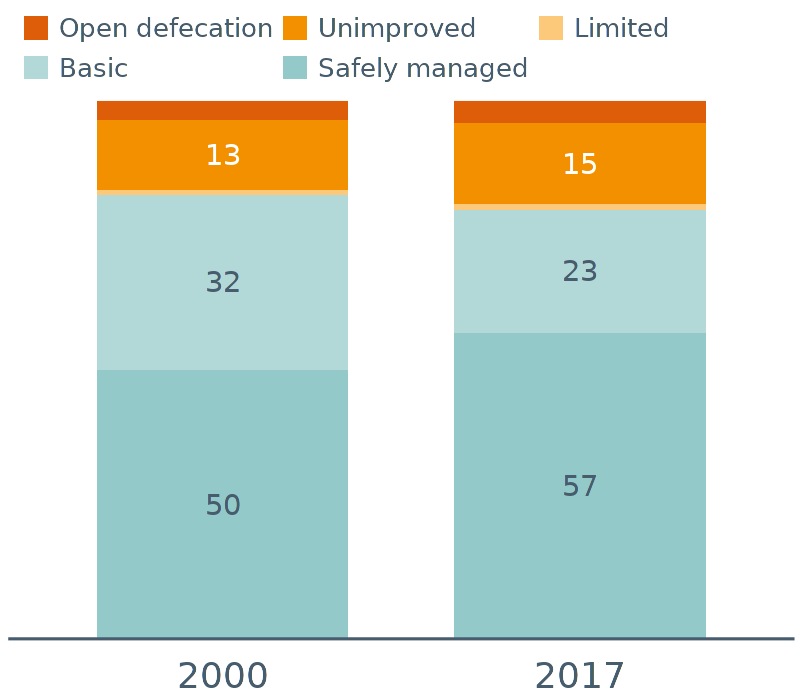 Open defecation Unimproved Limited
Basic Safely managed
13 15
32 23
50 57
2000 2017